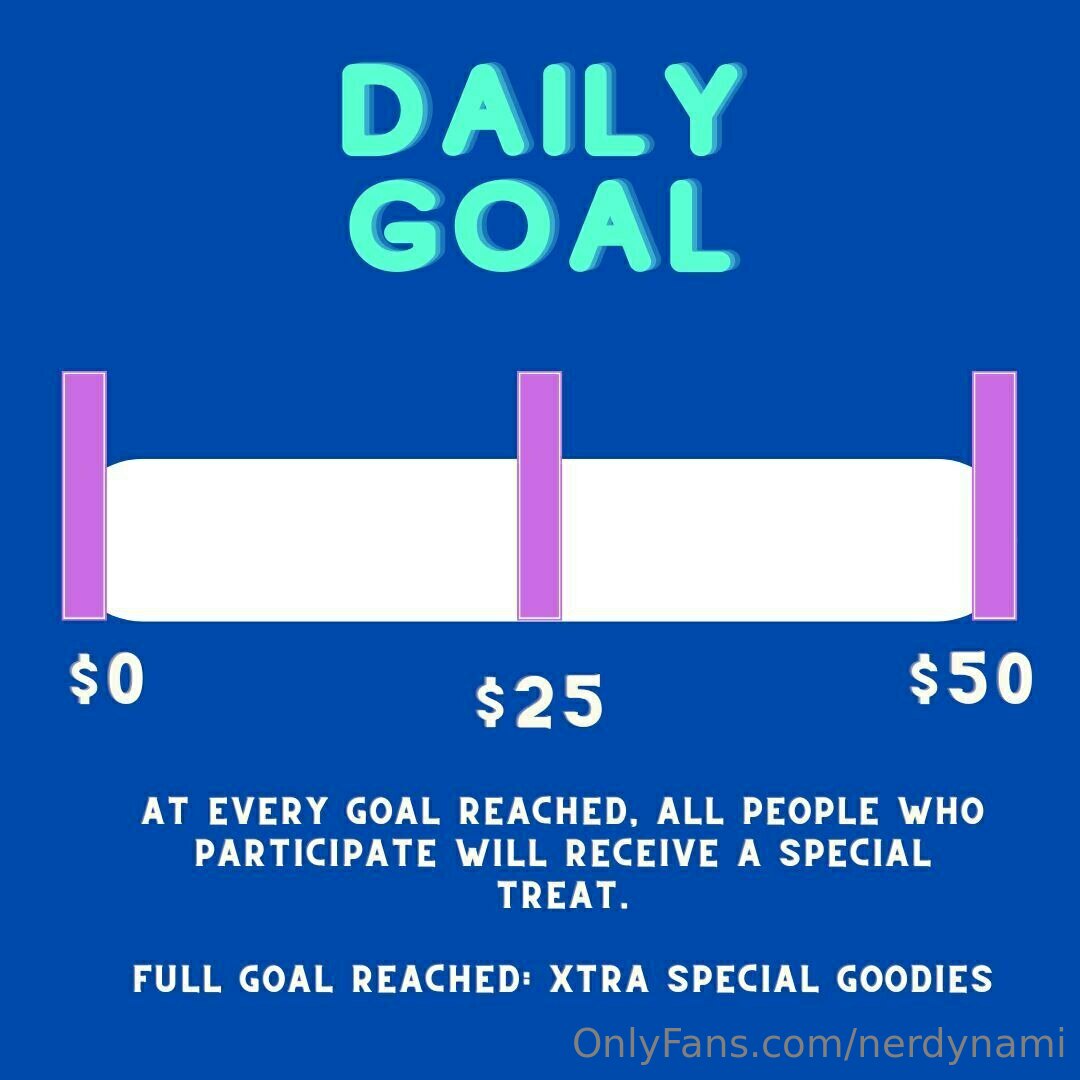 DAILY
GOAL
$0
$25
$50
AT EVERY GOAL REACHED, ALL PEOPLE WHO
PARTICIPATE WILL RECEIVE A SPECIAL
TREAT.
FULL GOAL REACHED: XTRA SPECIAL GOODIES
OnlyFans.com/nerdynami